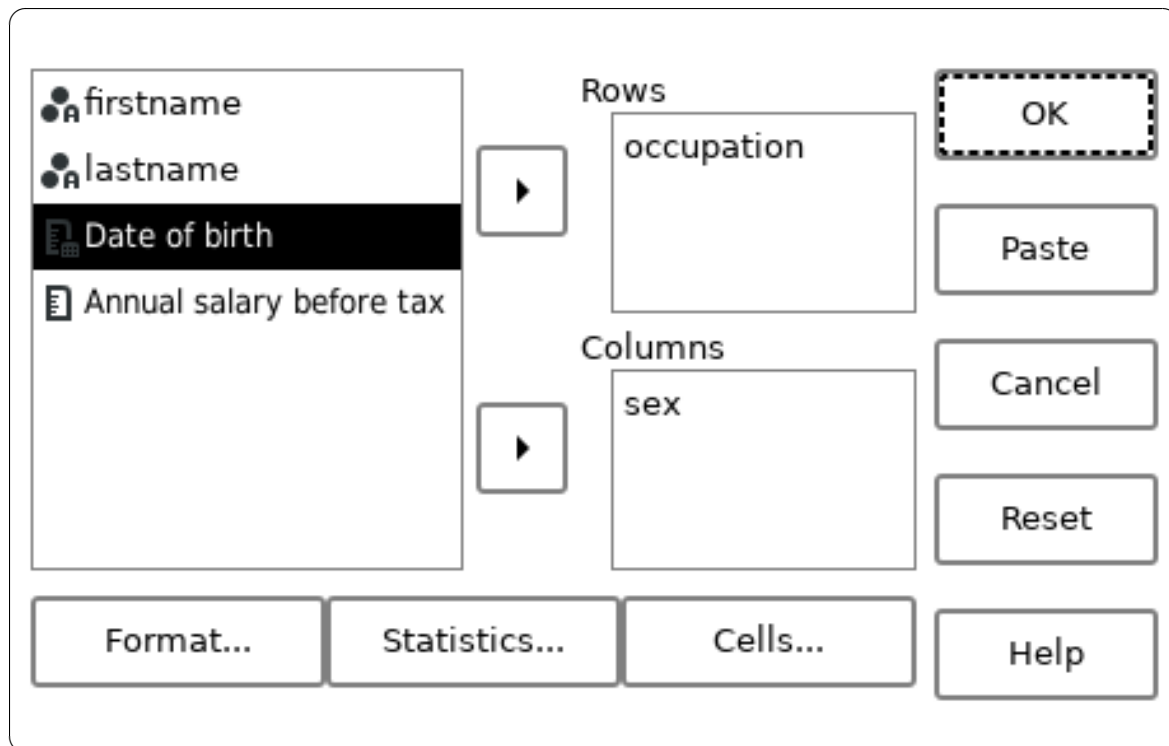 firstname
lastname
Date of birth
Annual salary before tax
Rows
occupation
Columns
sex
OK
Paste
Cancel
Reset
Help
Format...
Statistics...
Cells...